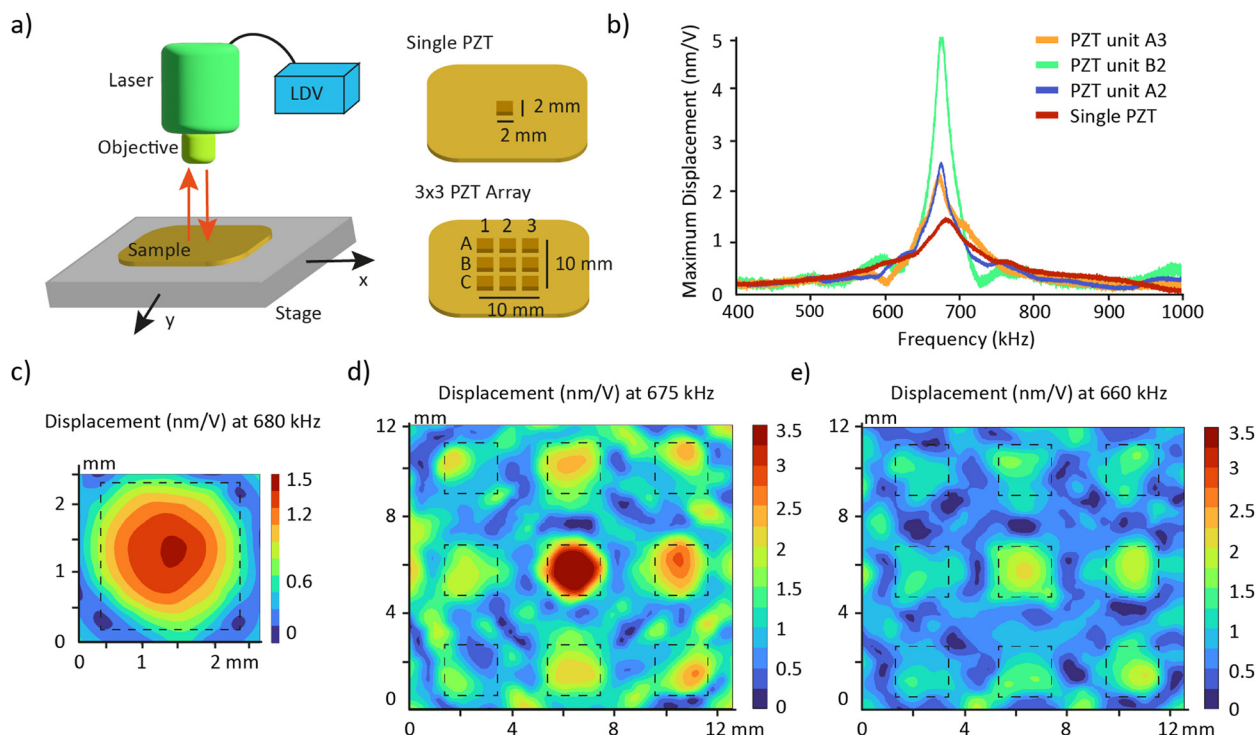 a)
Laser
LDV
Objective
Sample
x
y
Stage
Single PZT
2 mm
2 mm
3x3 PZT Array
1 2 3
A
B
C
10 mm
10 mm
b)
Maximum Displacement (nm/V)
5
4
3
2
1
0
400 500 600 700 800 900 1000
Frequency (kHz)
PZT unit A3
PZT unit B2
PZT unit A2
Single PZT
c)
Displacement (nm/V) at 680 kHz
mm
2
1
0
0 1 2 mm
1.5
1.2
0.6
0
d)
Displacement (nm/V) at 675 kHz
12 mm
8
4
0
0 4 8 12 mm
3.5
3
2.5
2
1.5
1
0.5
0
e)
Displacement (nm/V) at 660 kHz
12 mm
8
4
0
0 4 8 12 mm
3.5
3
2.5
2
1.5
1
0.5
0